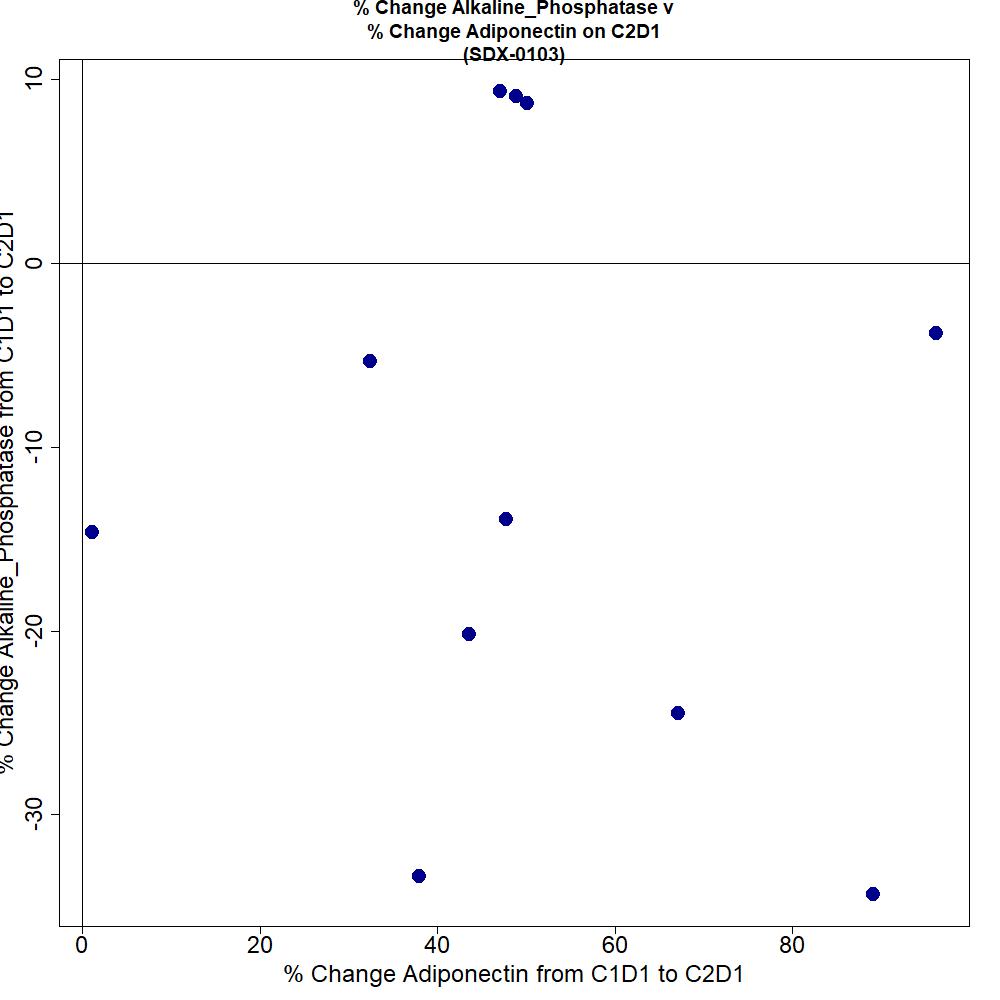 % Change Alkaline_Phosphatase v
% Change Adiponectin on C2D1
(SDX-0103)
% Change Alkaline_Phosphatase from C1D1 to C2D1
10
0
-10
-20
-30
0 20 40 60 80
% Change Adiponectin from C1D1 to C2D1